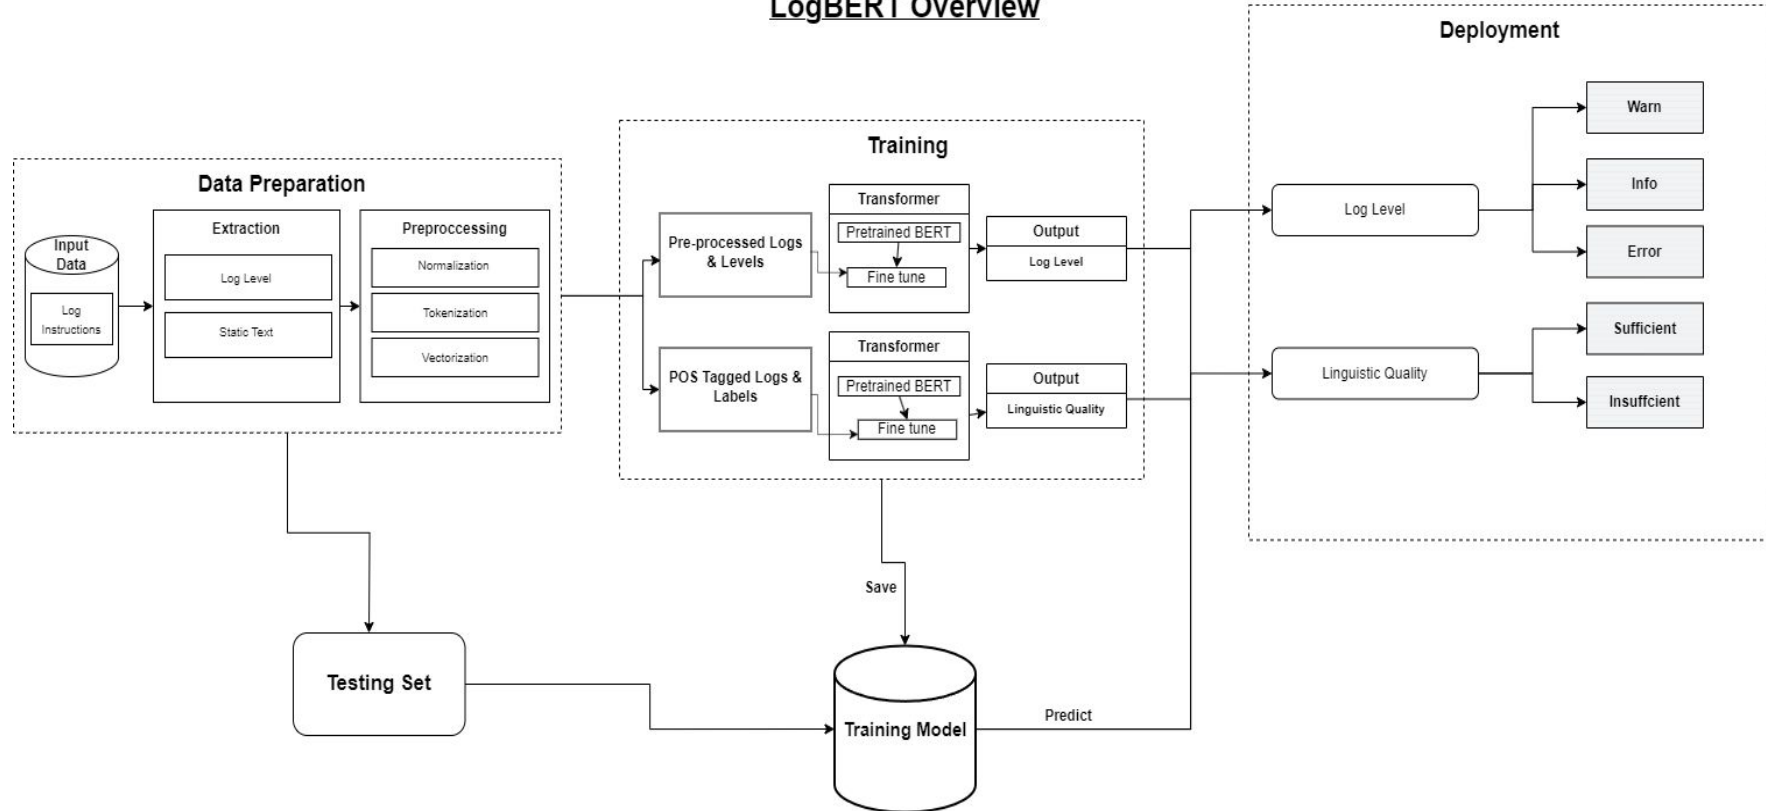 LogBERT Overview
Data Preparation
Input
Data
Log
Instructions
Extraction
Log Level
Static Text
Preproccessing
Normalization
Tokenization
Vectorization
Training
Pre-processed Logs
& Levels
Transformer
Pretrained BERT
Fine tune
Output
Log Level
POS Tagged Logs &
Labels
Transformer
Pretrained BERT
Fine tune
Output
Linguistic Quality
Deployment
Log Level
Warn
Info
Error
Linguistic Quality
Sufficient
Insuffcient
Testing Set
Save
Training Model
Predict